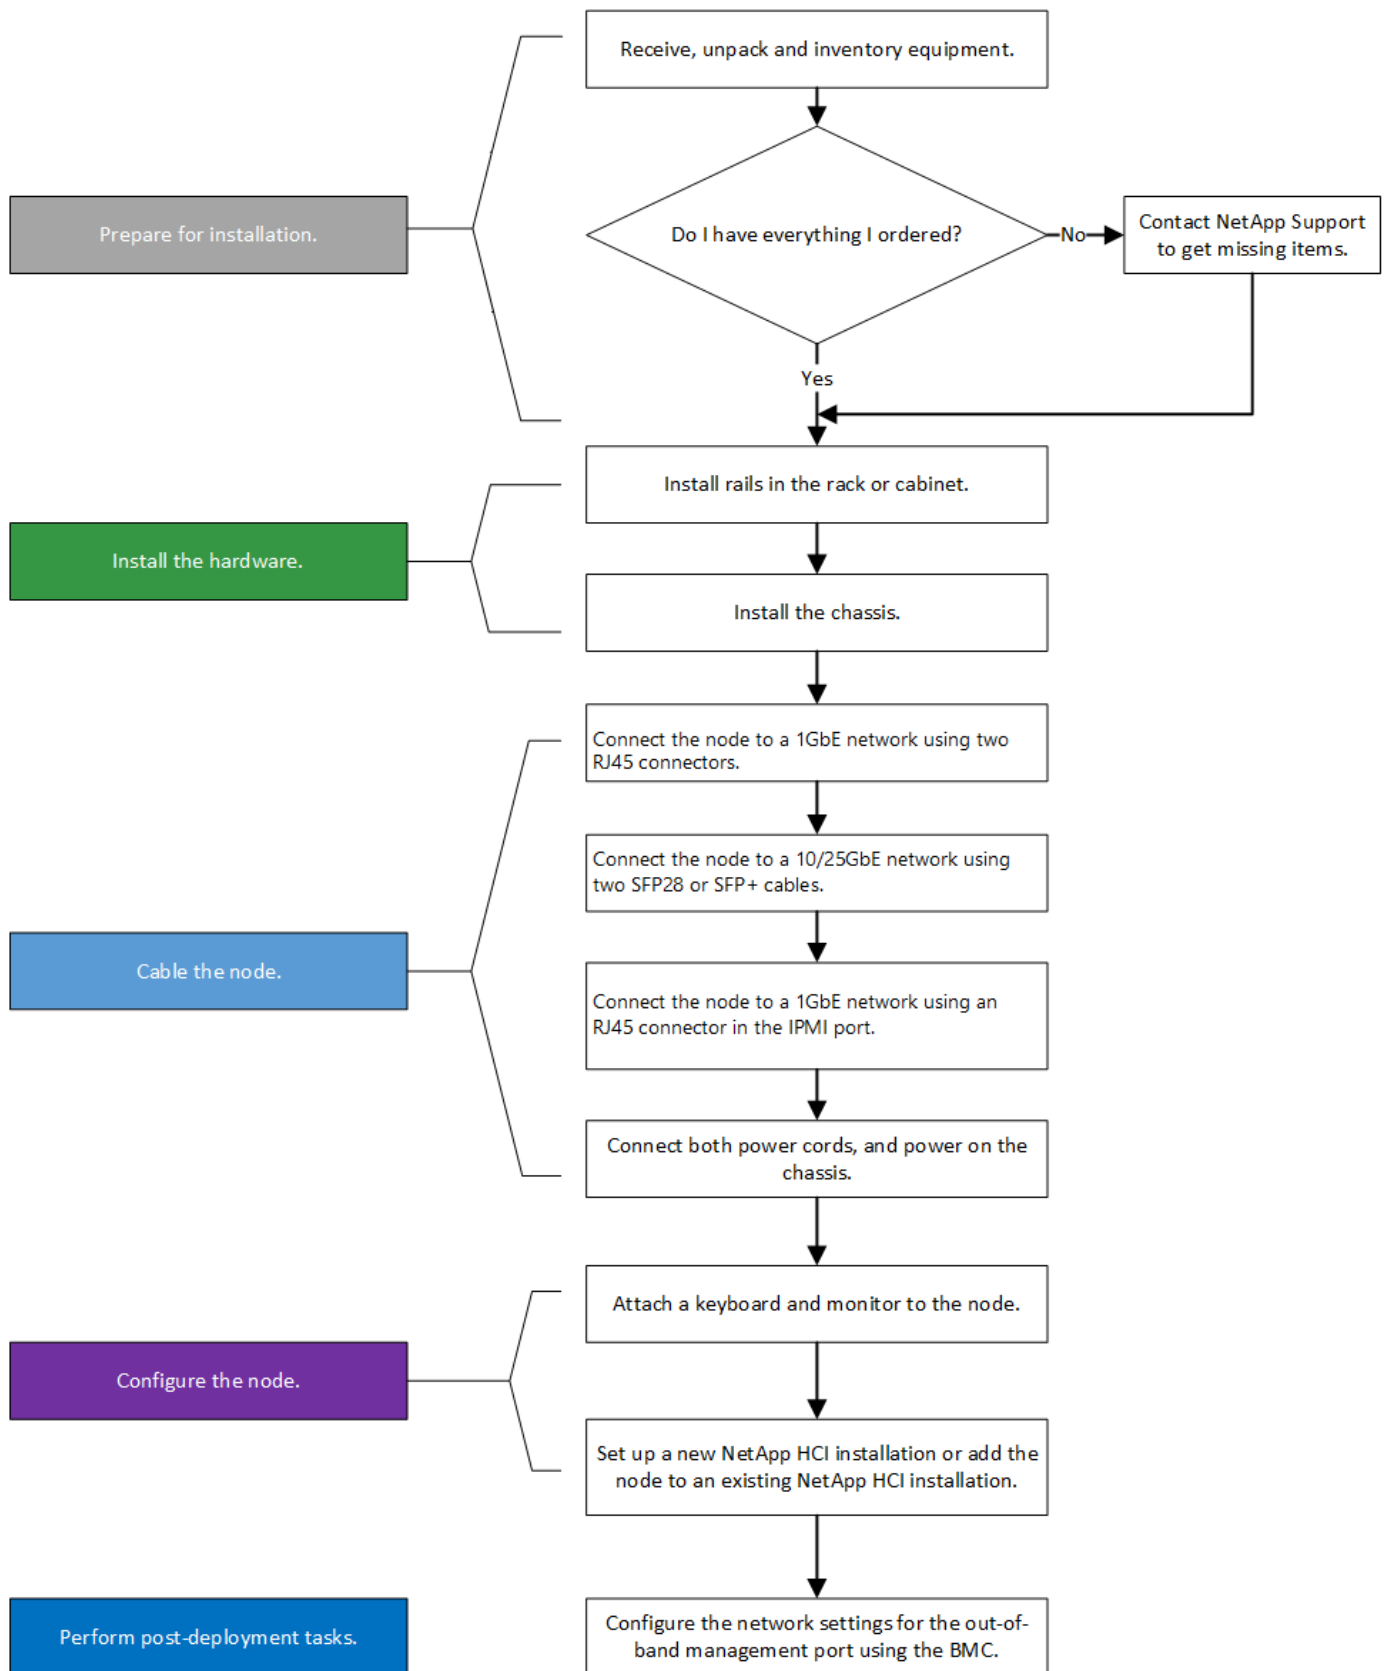 Receive, unpack and inventory equipment.
Prepare for installation.
Do I have everything I ordered?
No
Contact NetApp Support
to get missing items.
Yes
Install rails in the rack or cabinet.
Install the hardware.
Install the chassis.
Connect the node to a 1GbE network using two
RJ45 connectors.
Connect the node to a 10/25GbE network using
two SFP28 or SFP+ cables.
Cable the node.
Connect the node to a 1GbE network using an
RJ45 connector in the IPMI port.
Connect both power cords, and power on the
chassis.
Attach a keyboard and monitor to the node.
Configure the node.
Set up a new NetApp HCI installation or add the
node to an existing NetApp HCI installation.
Perform post-deployment tasks.
Configure the network settings for the out-of-
band management port using the BMC.